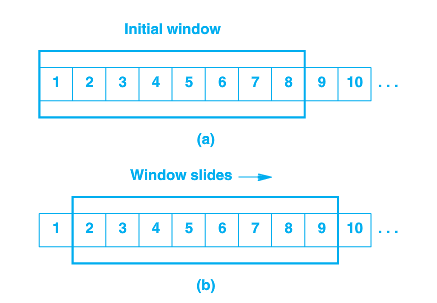 Initial window
1 2 3 4 5 6 7 8 9 10 ...
(a)
Window slides
1 2 3 4 5 6 7 8 9 10 ...
(b)